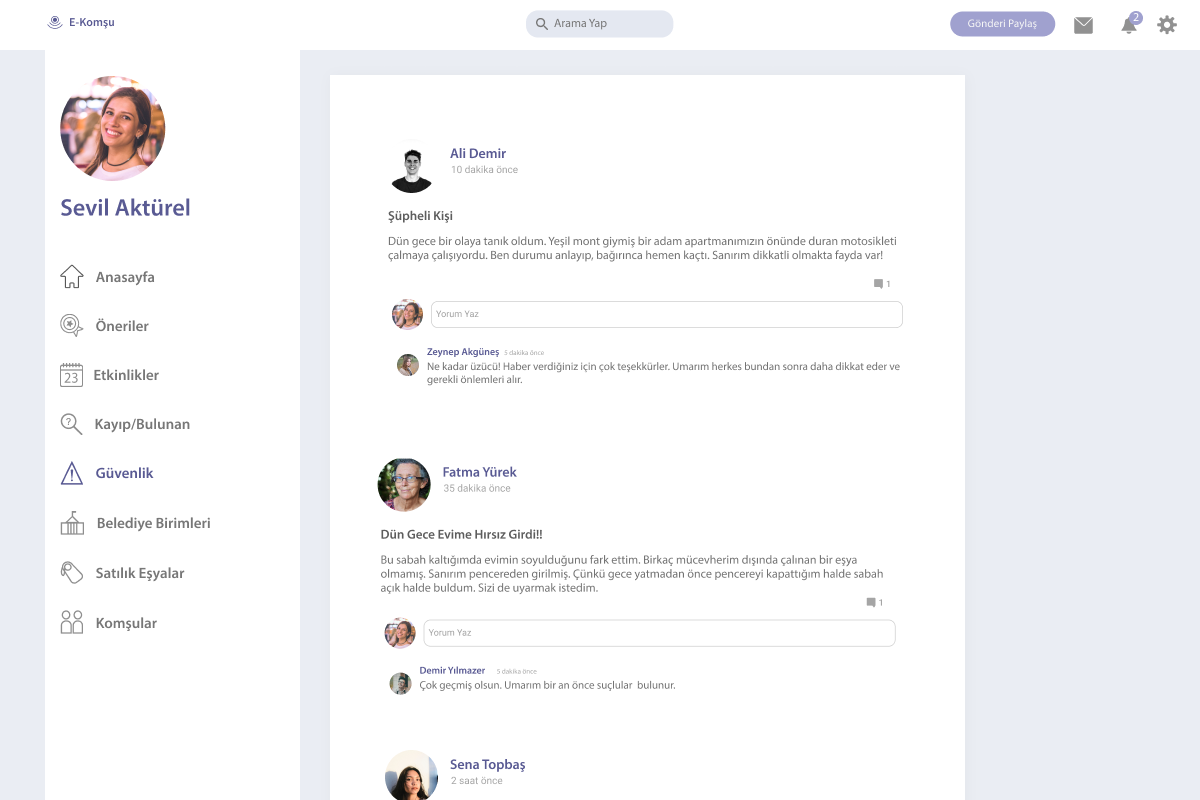 E-Komşu
Arama Yap
Gönderi Paylaş
2
Sevil Aktürel
Anasayfa
Öneriler
23
Etkinlikler
?
Kayıp/Bulunan
Güvenlik
Belediye Birimleri
Satılık Eşyalar
Komşular
Ali Demir
10 dakika önce
Şüpheli Kişi
Dün gece bir olaya tanık oldum. Yeşil mont giymiş bir adam apartmanımızın önünde duran motosikleti
çalmaya çalışıyordu. Ben durumu anlayıp, bağırınca hemen kaçtı. Sanırım dikkatli olmakta fayda var!
1
Yorum Yaz
Zeynep Akgüneş 3 dakika önce
Ne kadar üzücü! Haber verdiğiniz için çok teşekkürler. Umarım herkes bundan sonra daha dikkat eder ve
gerekli önlemleri alır.
Fatma Yürek
35 dakika önce
Dün Gece Evime Hırsız Girdi!!
Bu sabah kaltığımda evimin soyulduğunu fark ettim. Birkaç mücevherim dışında çalınan bir eşya
olmamış. Sanırım pencereden girilmiş. Çünkü gece yatmadan önce pencereyi kapattığım halde sabah
açık halde buldum. Sizi de uyarmak istedim.
1
Yorum Yaz
Demir Yılmazer 5 dakika önce
Çok geçmiş olsun. Umarım bir an önce suçlular  bulunur.
Sena Topbaş
2 saat önce